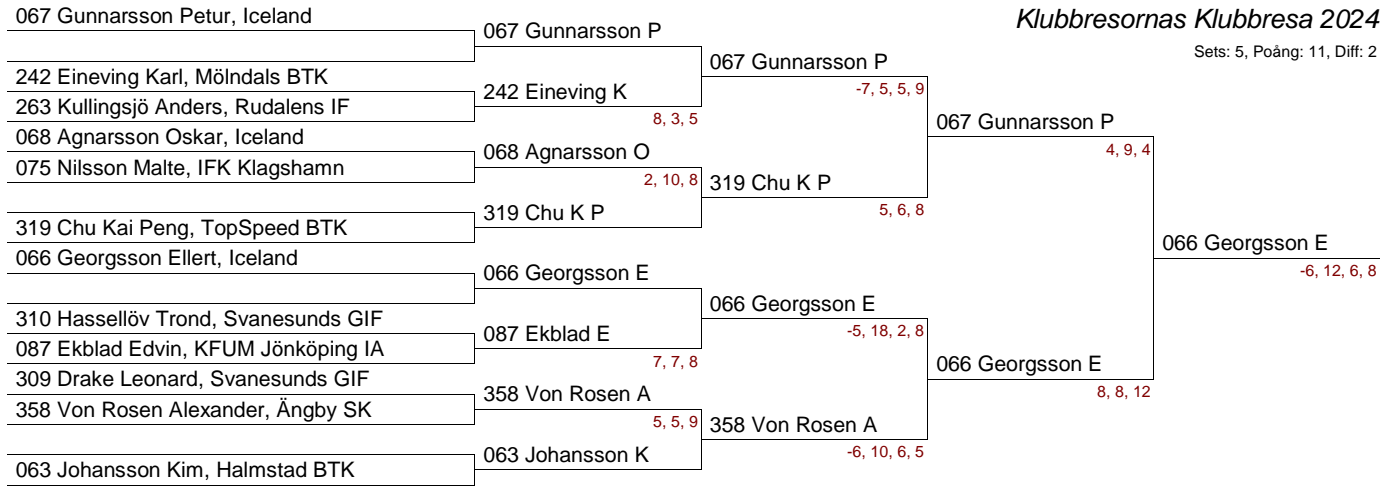 Klubbresornas Klubbresa 2024
Sets: 5, Poång: 11, Diff: 2
067 Gunnarsson Petur, Iceland
242 Eineving Karl, Mölndals BTK
263 Kullingsjö Anders, Rudalens IF
068 Agnarsson Oskar, Iceland
075 Nilsson Malte, IFK Klagshamn
319 Chu Kai Peng, TopSpeed BTK
066 Georgsson Ellert, Iceland
310 Hassellöv Trond, Svanesunds GIF
087 Ekblad Edvin, KFUM Jönköping IA
309 Drake Leonard, Svanesunds GIF
358 Von Rosen Alexander, Ängby SK
063 Johansson Kim, Halmstad BTK
067 Gunnarsson P
242 Eineving K
8, 3, 5
068 Agnarsson O
2, 10, 8
319 Chu K P
066 Georgsson E
087 Ekblad E
7, 7, 8
358 Von Rosen A
5, 5, 9
063 Johansson K
067 Gunnarsson P
-7, 5, 5, 9
319 Chu K P
5, 6, 8
066 Georgsson E
-5, 18, 2, 8
358 Von Rosen A
-6, 10, 6, 5
067 Gunnarsson P
4, 9, 4
066 Georgsson E
8, 8, 12
066 Georgsson E
-6, 12, 6, 8